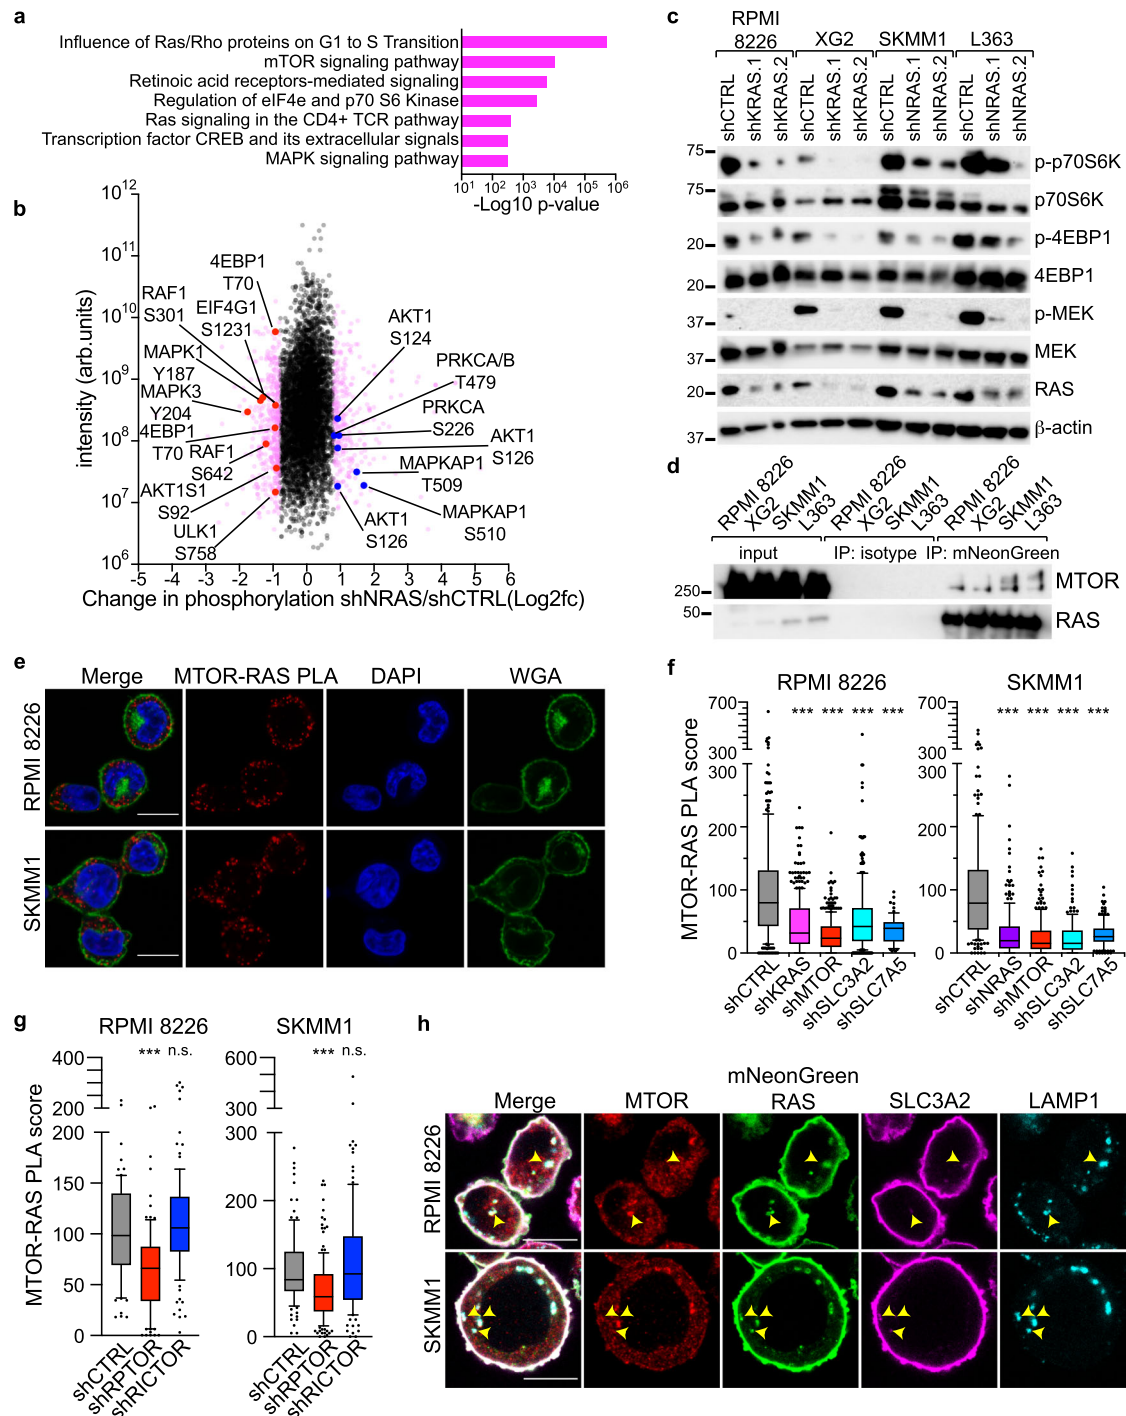 a
Influence of Ras/Rho proteins on G1 to S Transition
mTOR signaling pathway
Retinoic acid receptors-mediated signaling
Regulation of eIF4e and p70 S6 Kinase
Ras signaling in the CD4+ TCR pathway
Transcription factor CREB and its extracellular signals
MAPK signaling pathway
10¹ 10² 10³ 10⁴ 10⁵ 10⁶
-Log10 p-value
b
10¹²
10¹¹
10¹⁰
10⁹
10⁸
10⁷
10⁶
intensity (arb.units)
4EBP1
T70
RAF1
S301
EIF4G1
S1231
MAPK1
Y187
MAPK3
Y204
4EBP1
T70
RAF1
S642
AKT1S1
S92
ULK1
S758
AKT1
S124
PRKCA/B
T479
PRKCA
S226
AKT1
S126
MAPKAP1
T509
MAPKAP1
S510
AKT1
S126
-5 -4 -3 -2 -1 0 1 2 3 4 5 6
Change in phosphorylation shNRAS/shCTRL(Log2fc)
c
RPMI
8226 XG2 SKMM1 L363
shCTRL shKRAS.1 shKRAS.2 shCTRL shKRAS.1 shKRAS.2 shCTRL shNRAS.1 shNRAS.2 shCTRL shNRAS.1 shNRAS.2
75 p-p70S6K
75 p70S6K
20 p-4EBP1
20 4EBP1
37 p-MEK
37 MEK
20 RAS
37 β-actin
d
RPMI 8226 XG2 SKMM1 L363 RPMI 8226 XG2 SKMM1 L363 RPMI 8226 XG2 SKMM1 L363
input IP: isotype IP: mNeonGreen
250 MTOR
50 RAS
e
Merge MTOR-RAS PLA DAPI WGA
RPMI 8226
SKMM1
f
RPMI 8226 SKMM1
MTOR-RAS PLA score
700
300
300
200
100
0
*** *** *** ***
shCTRL shKRAS shMTOR shSLC3A2 shSLC7A5
700
300
300
200
100
0
*** *** *** ***
shCTRL shNRAS shMTOR shSLC3A2 shSLC7A5
g
RPMI 8226 SKMM1
MTOR-RAS PLA score
400
200
200
150
100
50
0
*** n.s.
shCTRL shRPTOR shRICTOR
600
300
300
200
100
0
*** n.s.
shCTRL shRPTOR shRICTOR
h
Merge MTOR mNeonGreen RAS SLC3A2 LAMP1
RPMI 8226
SKMM1